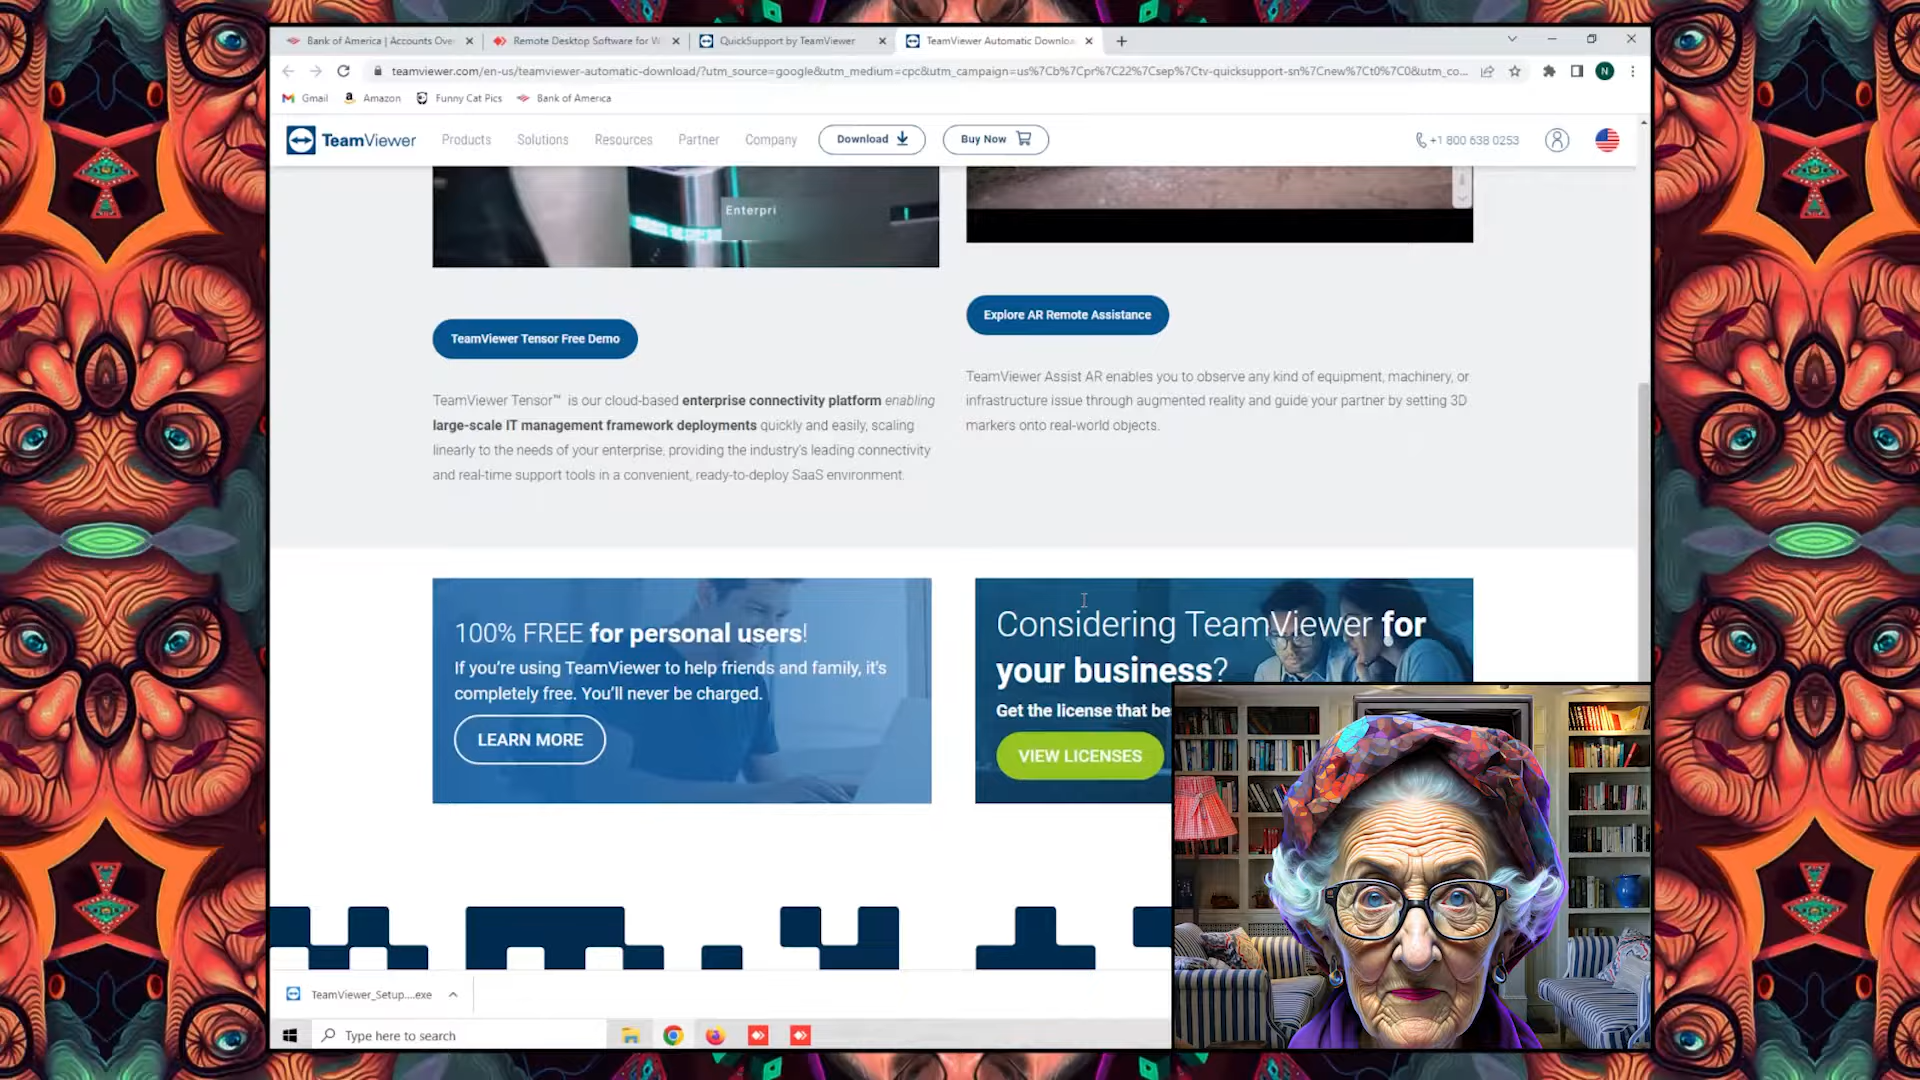 Bank of America | Accounts Over
Remote Desktop Software for W
QuickSupport by TeamViewer
TeamViewer Automatic Downloa
teamviewer.com/en-us/teamviewer-automatic-download/?utm_source=google&utm_medium=cpc&utm_campaign=us%7Cb%7Cpr%7C22%7Csep%7Ctv-quicksupport-sn%7Cnew%7Ct0%7C0&utm_co...
N
Gmail
Amazon
Funny Cat Pics
Bank of America
TeamViewer
Products
Solutions
Resources
Partner
Company
Download
Buy Now
+1 800 638 0253
Enterpri
TeamViewer Tensor Free Demo
TeamViewer Tensor™ is our cloud-based enterprise connectivity platform enabling
large-scale IT management framework deployments quickly and easily, scaling
linearly to the needs of your enterprise, providing the industry's leading connectivity
and real-time support tools in a convenient, ready-to-deploy SaaS environment.
Explore AR Remote Assistance
TeamViewer Assist AR enables you to observe any kind of equipment, machinery, or
infrastructure issue through augmented reality and guide your partner by setting 3D
markers onto real-world objects.
100% FREE for personal users!
If you're using TeamViewer to help friends and family, it's
completely free. You'll never be charged.
LEARN MORE
Considering TeamViewer for
your business?
Get the license that be
VIEW LICENSES
TeamViewer_Setup....exe
Type here to search